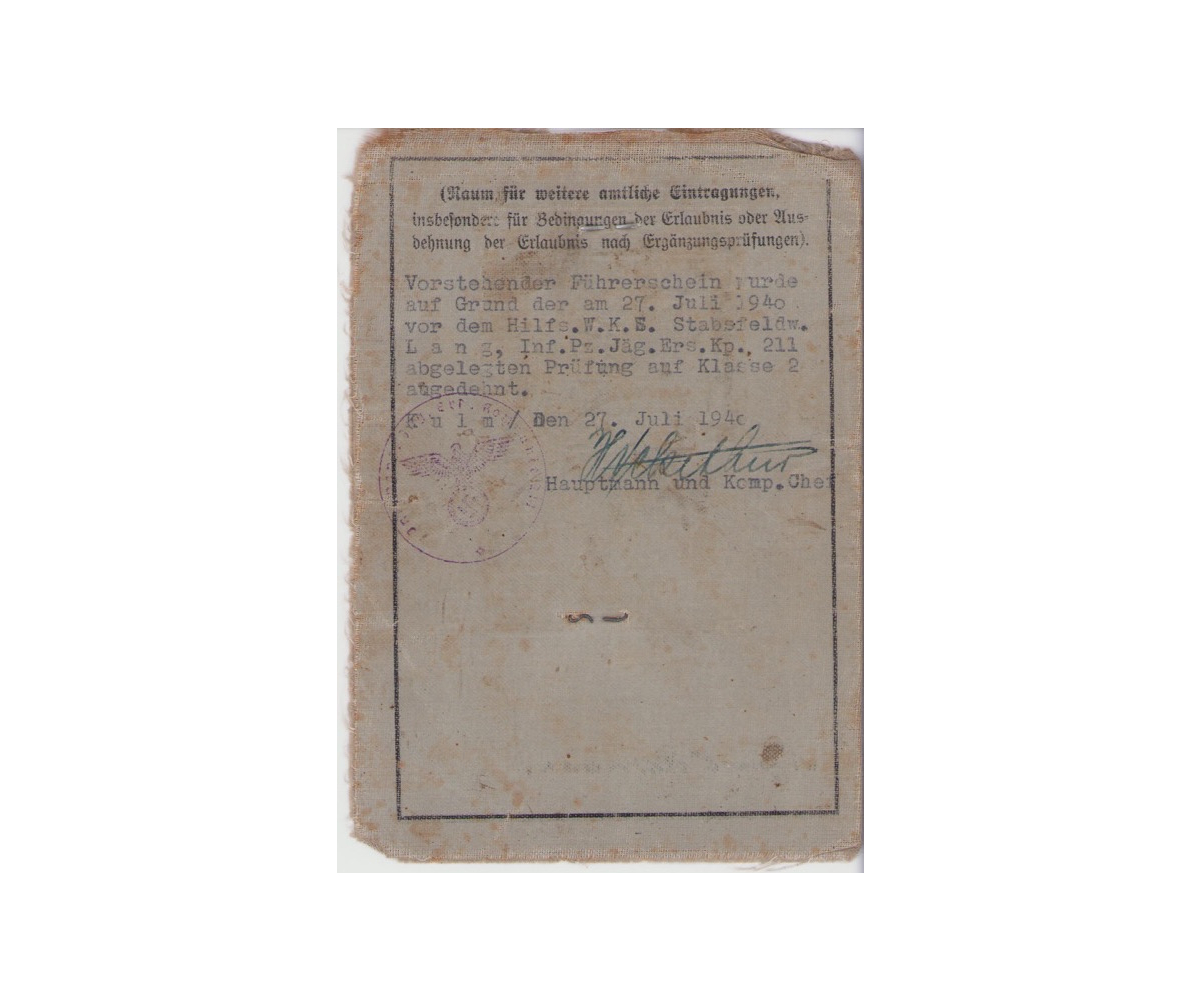 (Raum für weitere amtliche Eintragungen,
insbesondere für Bedingungen der Erlaubnis oder Aus-
dehnung der Erlaubnis nach Ergänzungsprüfungen).
Vorstehender Führerschein wurde
auf Grund der am 27. Juli 1940
vor dem Hilfs.W.K.S. Stabsfeldw.
L a n g, Inf.Pz.Jäg.Ers.Kp., 211
abgelegten Prüfung auf Klasse 2
augedehnt.
K u l m / Den 27. Juli 1940
Hauptmann und Komp.Chef